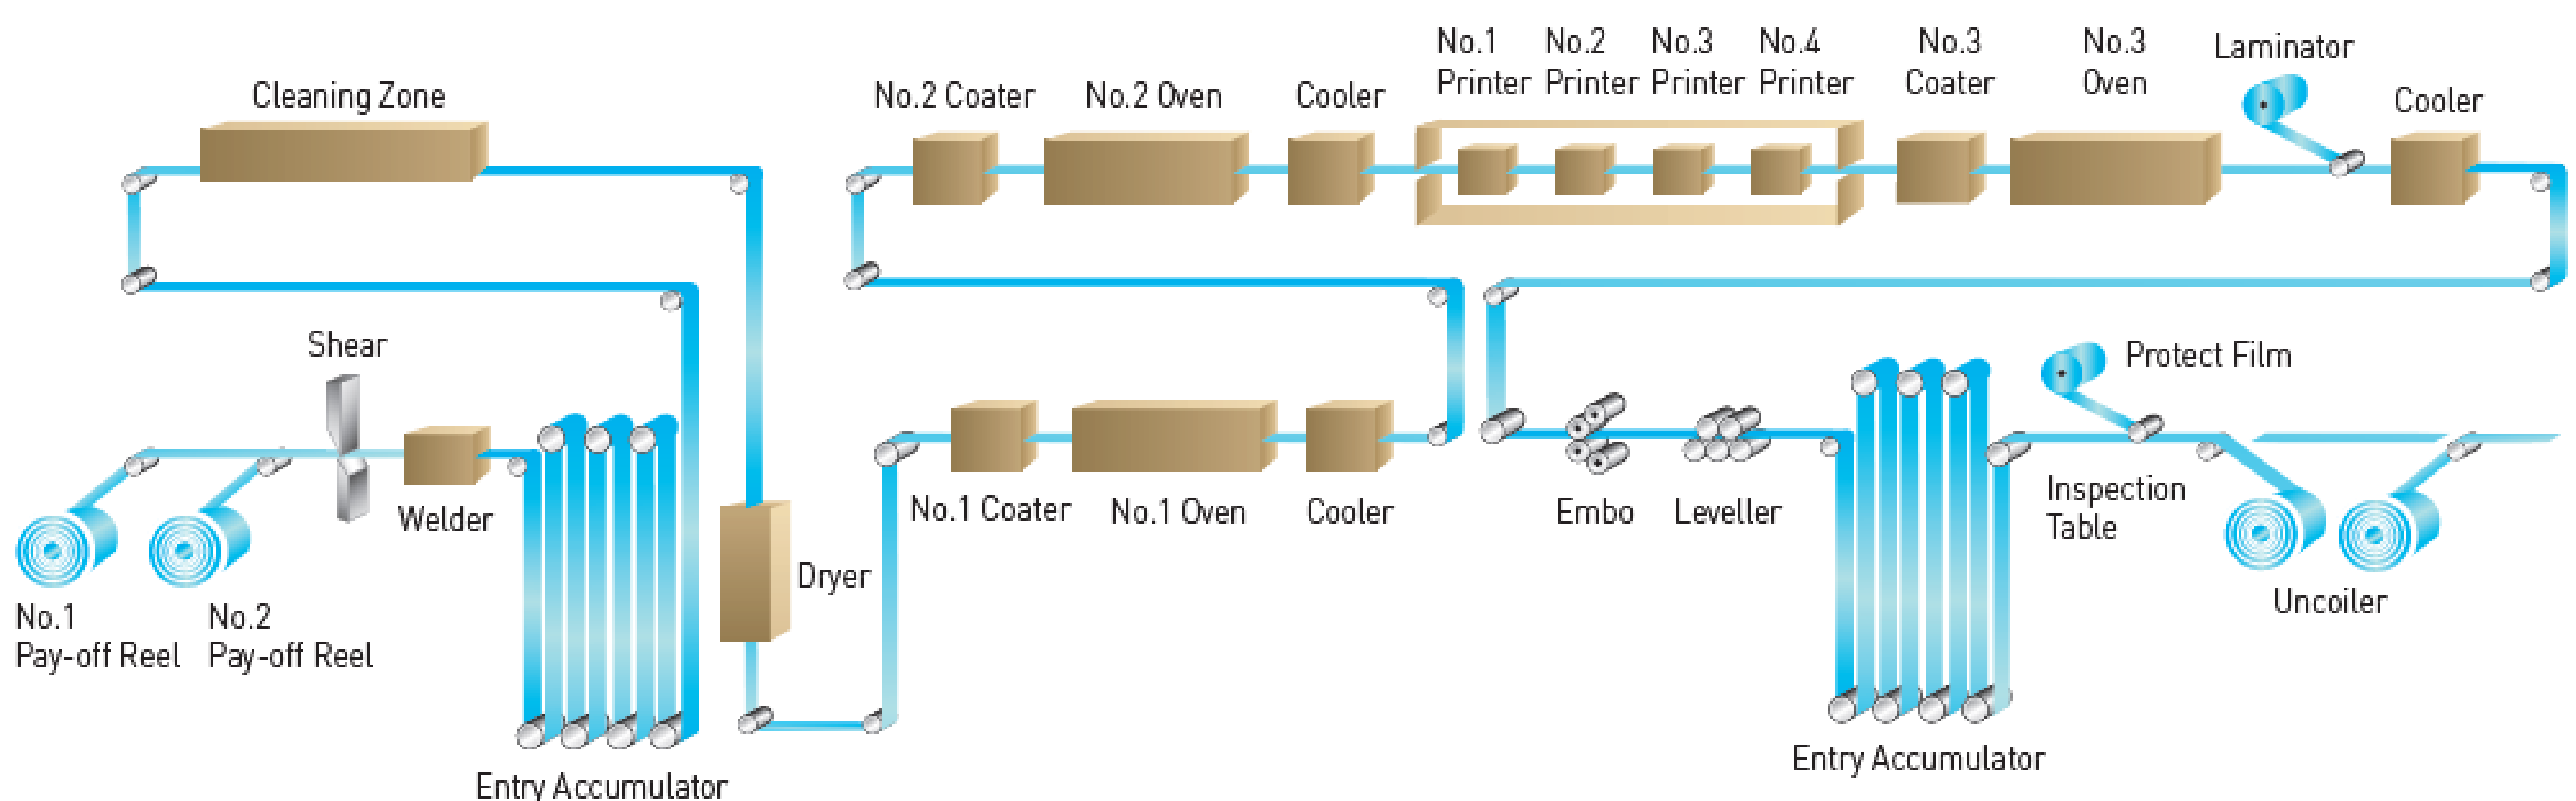 No.1
Printer
No.2
Printer
No.3
Printer
No.4
Printer
No.3
Coater
No.3
Oven
Laminator
Cleaning Zone
No.2 Coater
No.2 Oven
Cooler
Cooler
Shear
Protect Film
Welder
No.1 Coater
No.1 Oven
Cooler
Embo
Leveller
Inspection
Table
Dryer
Uncoiler
No.1
Pay-off Reel
No.2
Pay-off Reel
Entry Accumulator
Entry Accumulator